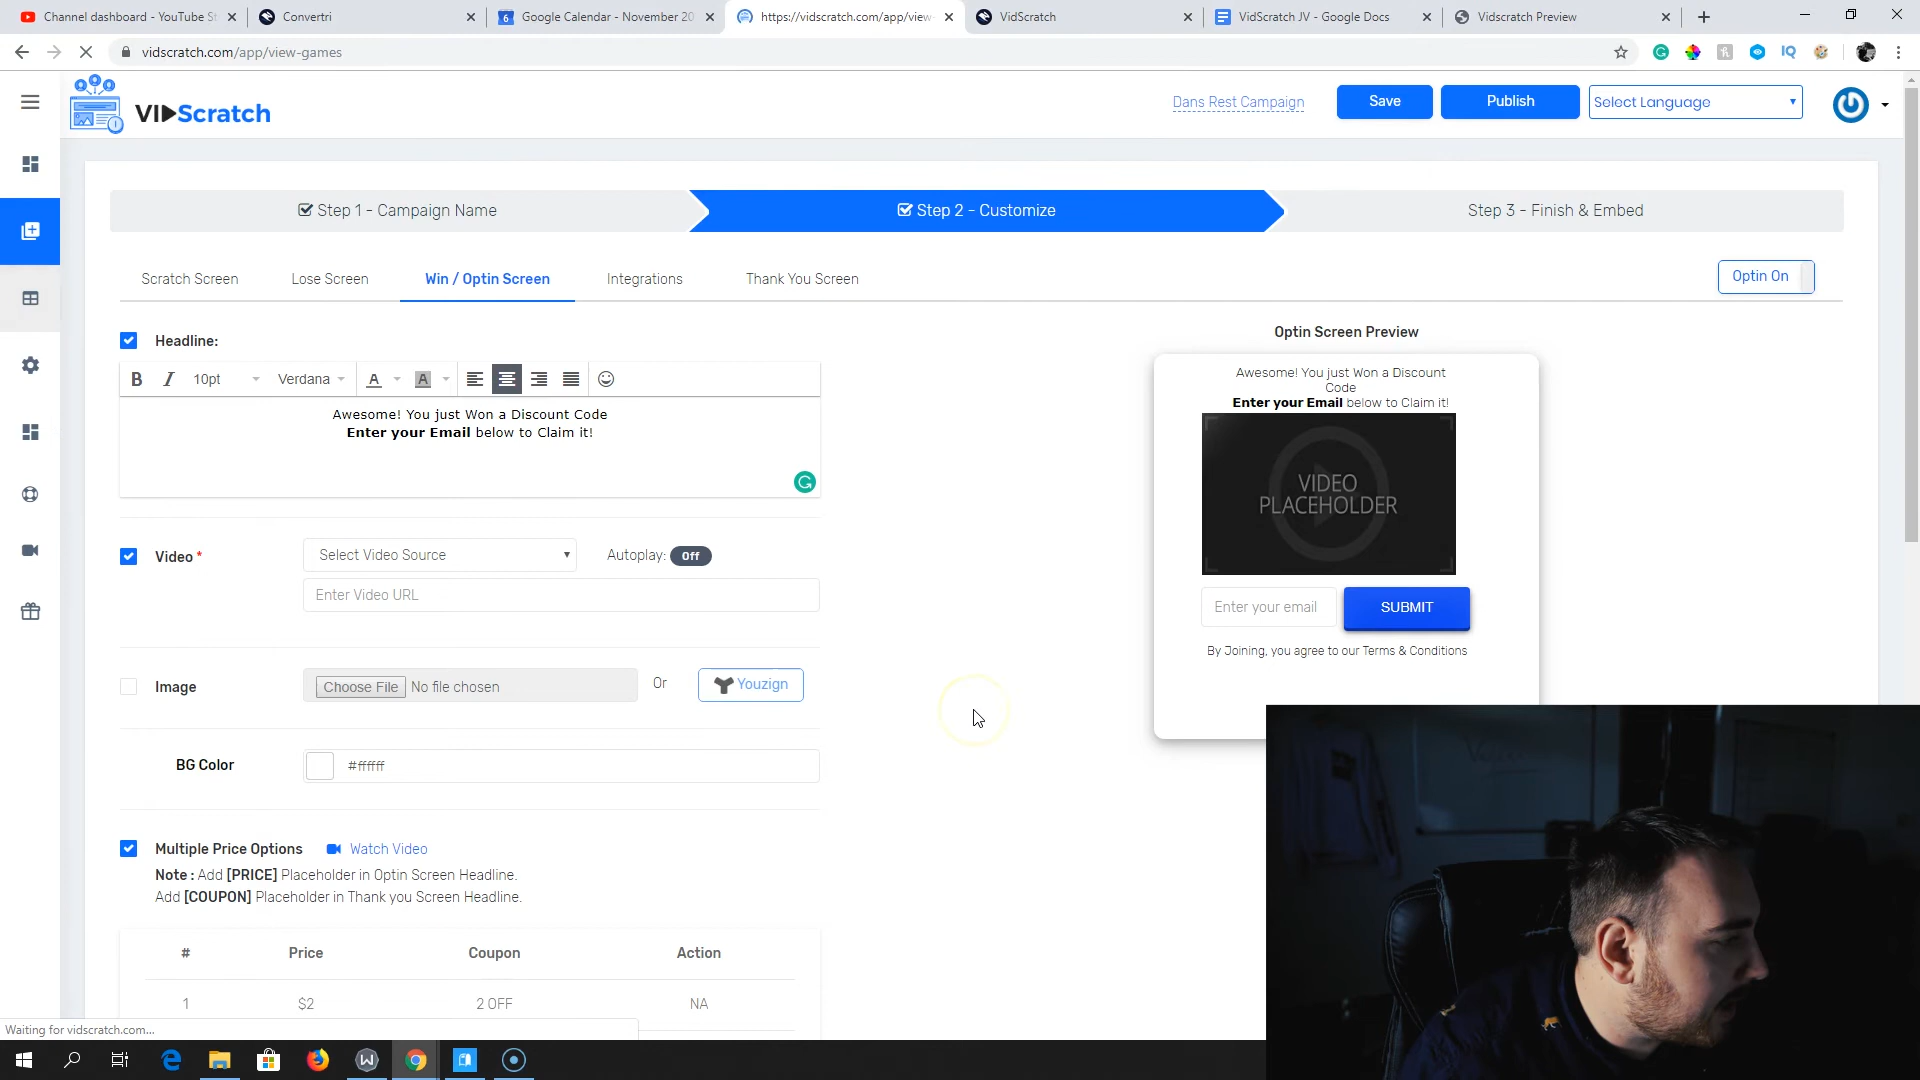 Channel dashboard - YouTube St
Convertri
Google Calendar - November 20
https://vidscratch.com/app/view-
VidScratch
VidScratch JV - Google Docs
Vidscratch Preview
vidscratch.com/app/view-games
VIDScratch
Dans Rest Campaign
Save
Publish
Select Language
Step 1 - Campaign Name
Step 2 - Customize
Step 3 - Finish & Embed
Scratch Screen
Lose Screen
Win / Optin Screen
Integrations
Thank You Screen
Optin On
Headline:
B I 10pt Verdana A A
Awesome! You just Won a Discount Code
Enter your Email below to Claim it!
Video *
Select Video Source
Autoplay: Off
Enter Video URL
Image
Choose File No file chosen
Or
Youzign
BG Color
#ffffff
Multiple Price Options
Watch Video
Note : Add [PRICE] Placeholder in Optin Screen Headline.
Add [COUPON] Placeholder in Thank you Screen Headline.
# Price Coupon Action
1 $2 2 OFF NA
Optin Screen Preview
Awesome! You just Won a Discount
Code
Enter your Email below to Claim it!
VIDEO
PLACEHOLDER
Enter your email
SUBMIT
By Joining, you agree to our Terms & Conditions
Waiting for vidscratch.com...